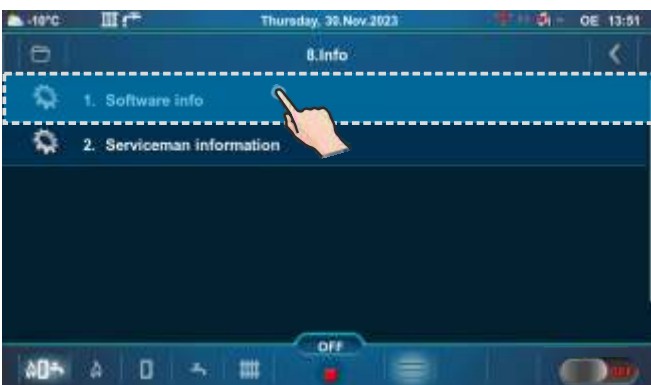 -10°C Thursday, 30.Nov.2023 OE 13:51
8.Info
1. Software info
2. Serviceman information
OFF
OFF